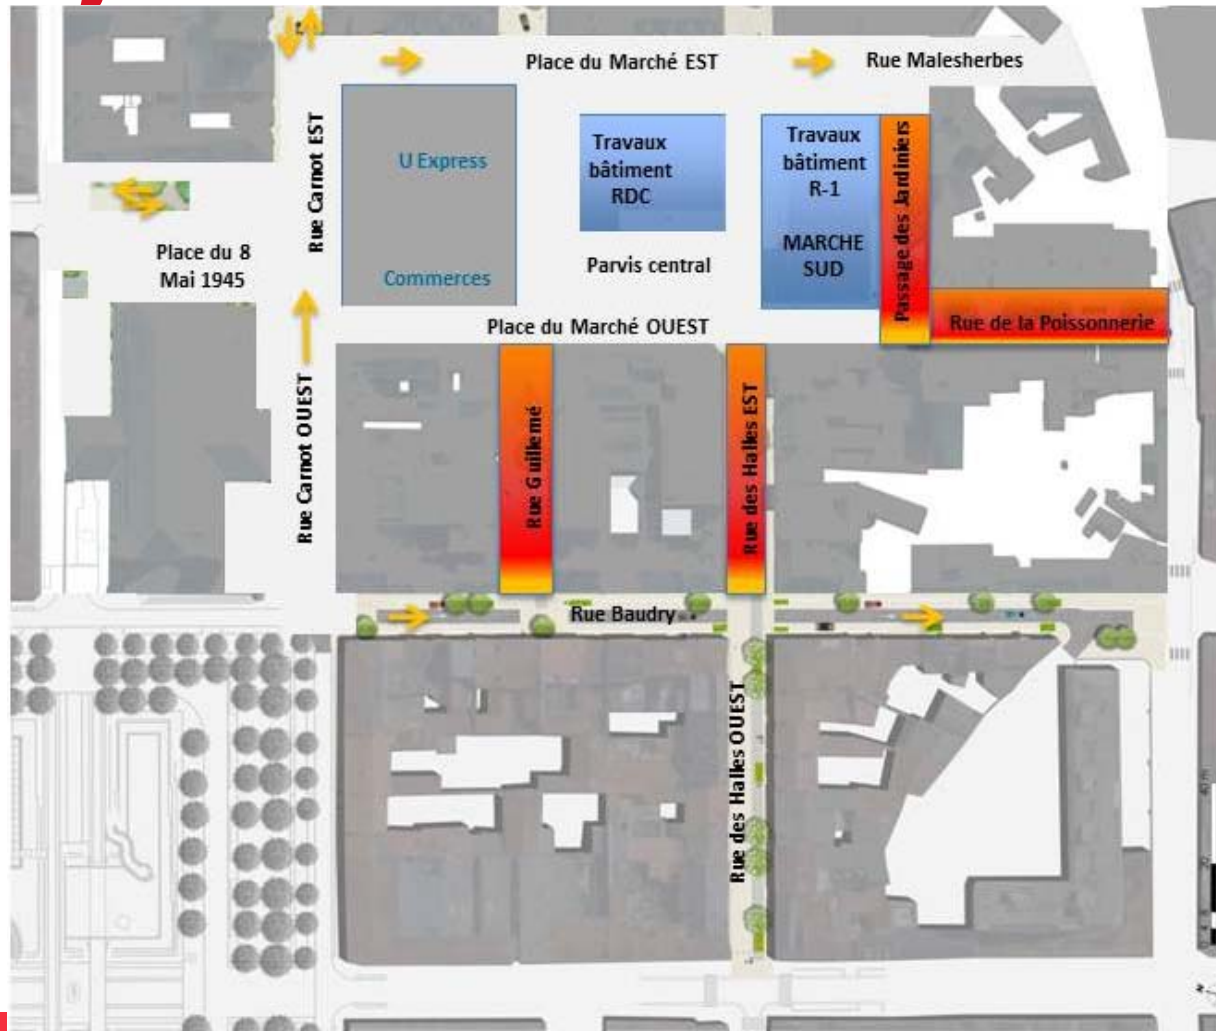 Place du Marché EST
Rue Malesherbes
Rue Carnot EST
U Express
Travaux
bâtiment
RDC
Travaux
bâtiment
R-1
MARCHE
SUD
Passage des Jardiniers
Place du 8
Mai 1945
Parvis central
Commerces
Place du Marché OUEST
Rue de la Poissonnerie
Rue Carnot OUEST
Rue Guillemé
Rue des Halles EST
Rue Baudry
Rue des Halles OUEST